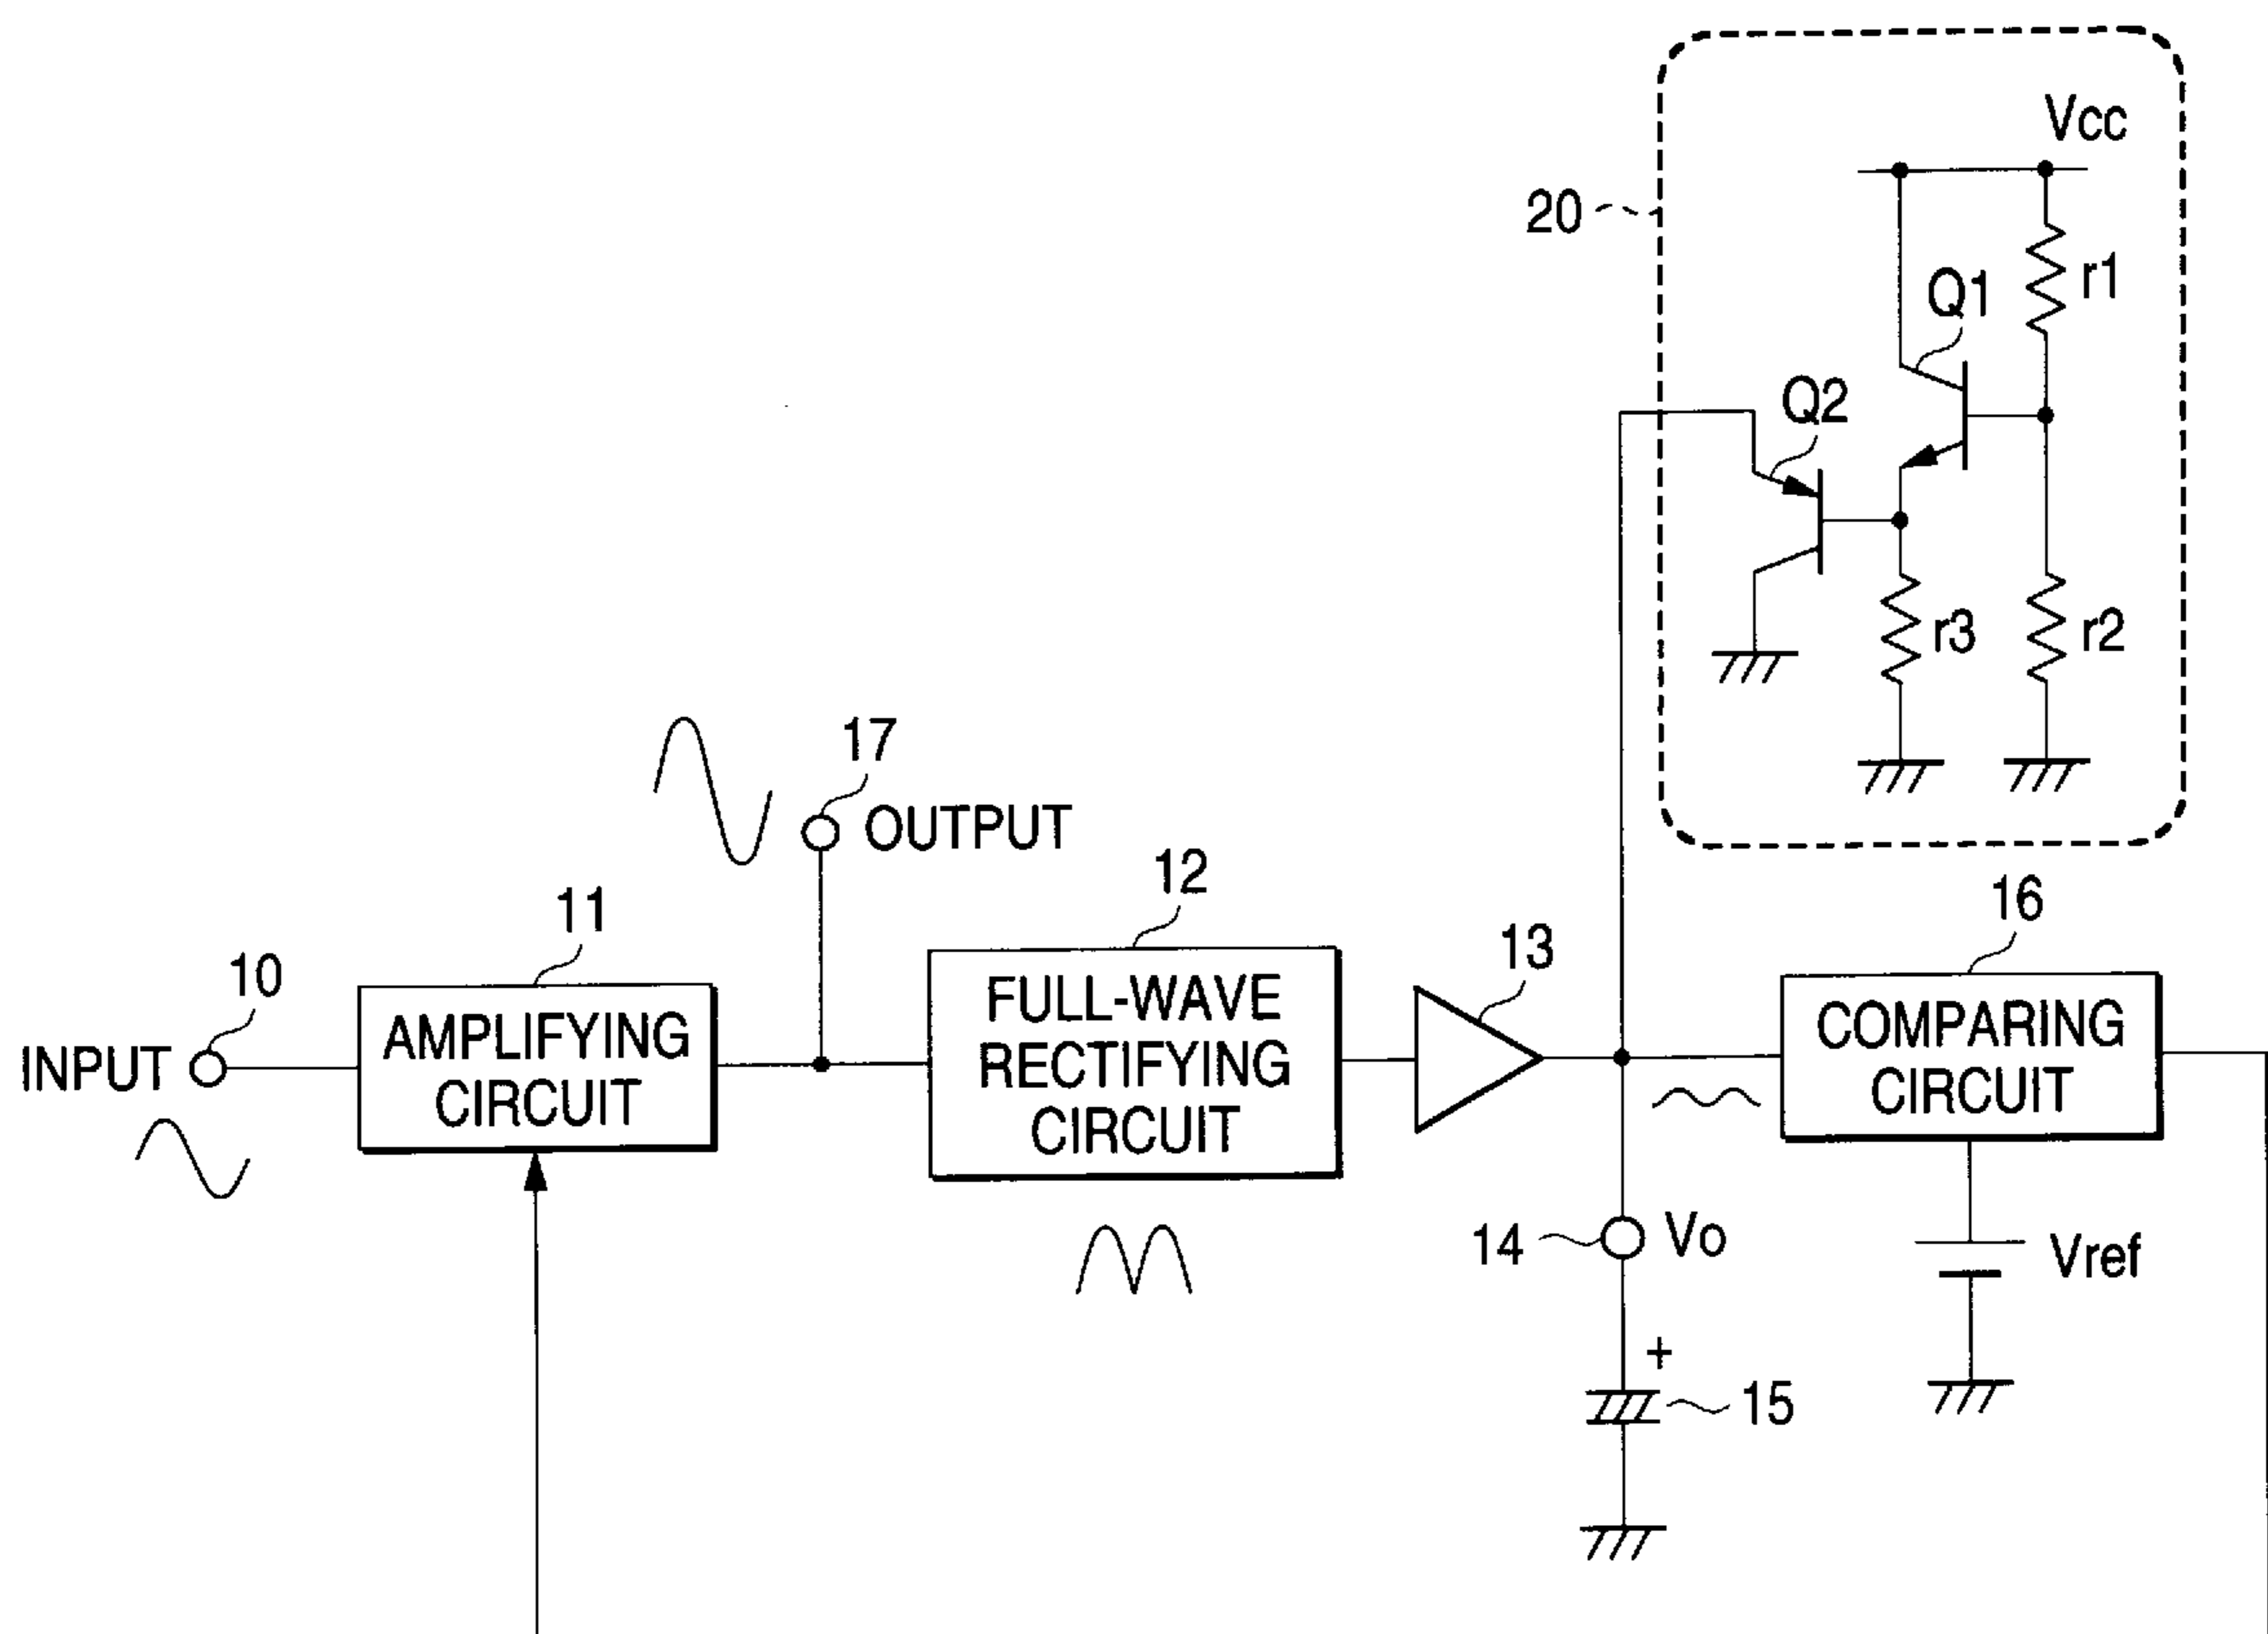 Vcc
20
r1
Q1
Q2
r3
r2
17
OUTPUT
12
16
11
13
10
FULL-WAVE
RECTIFYING
CIRCUIT
COMPARING
CIRCUIT
AMPLIFYING
CIRCUIT
INPUT
14
Vo
Vref
+
15